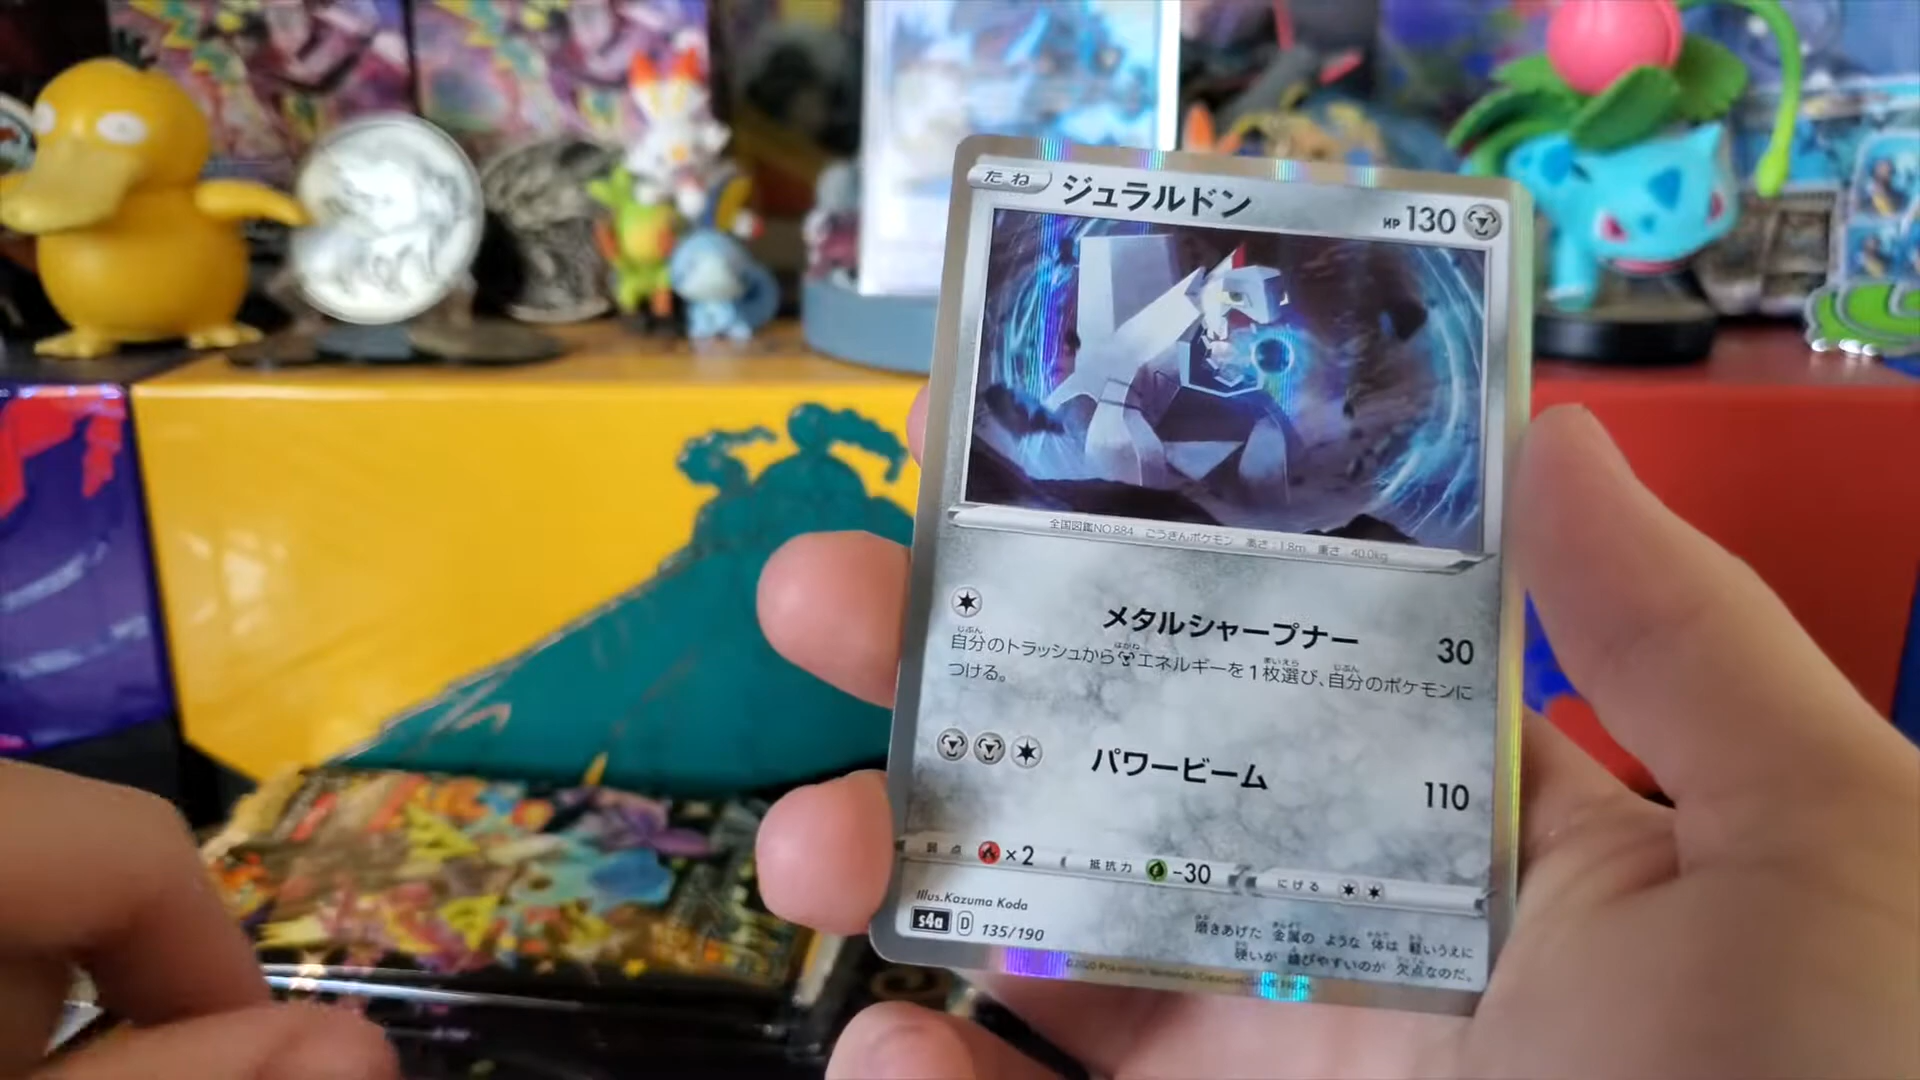 たね ジュラルドン HP 130
全国図鑑NO.884 ごうきんポケモン 高さ:1.8m 重さ:40.0kg
メタルシャープナー 30
自分のトラッシュからエネルギーを1枚選び、自分のポケモンに
つける。
パワービーム 110
弱点 ×2 抵抗力 -30 にげる
Illus.Kazuma Koda
s4a D 135/190
磨きあげた 金属の ような 体は 軽いうえに
硬いが 錆びやすいのが 欠点なのだ。